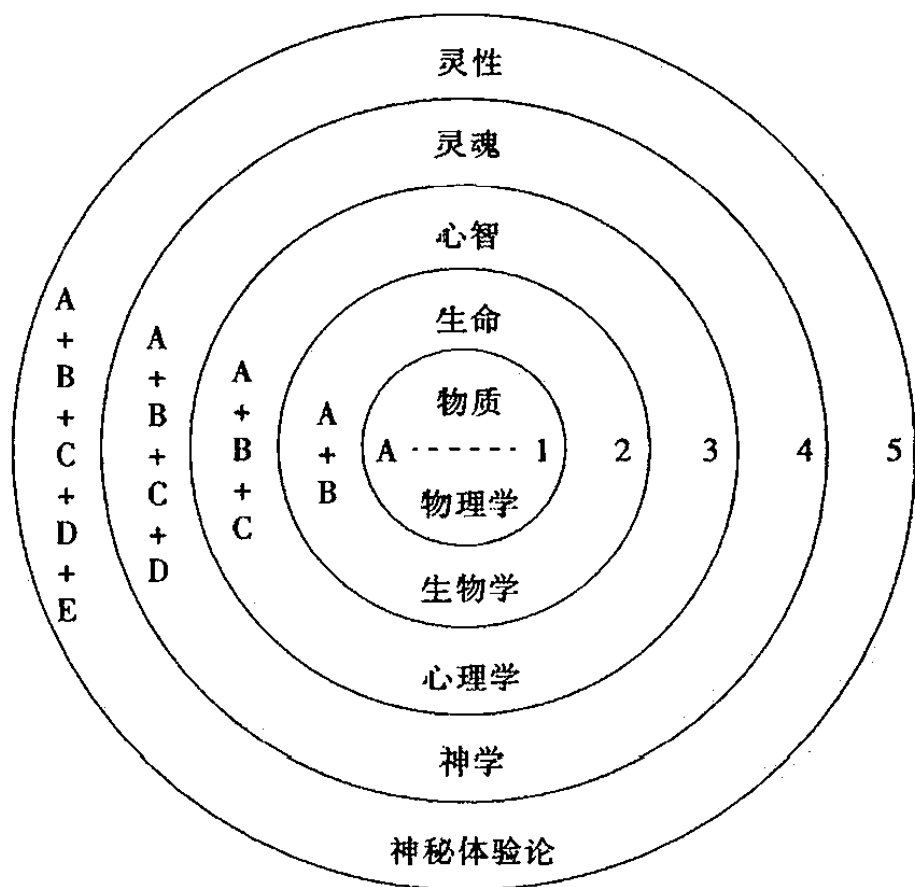 灵性
灵魂
心智
生命
物质
A ------ 1 2 3 4 5
物理学
生物学
心理学
神学
神秘体验论
A+B
A+B+C
A+B+C+D
A+B+C+D+E